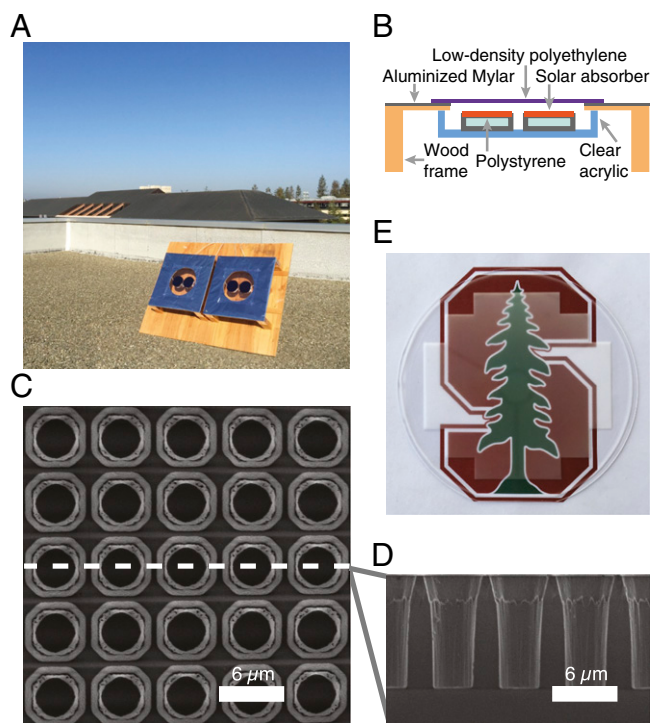 A
B
Low-density polyethylene
Aluminized Mylar Solar absorber
Wood frame
Polystyrene
Clear acrylic
E
C
D
6 µm
6 µm